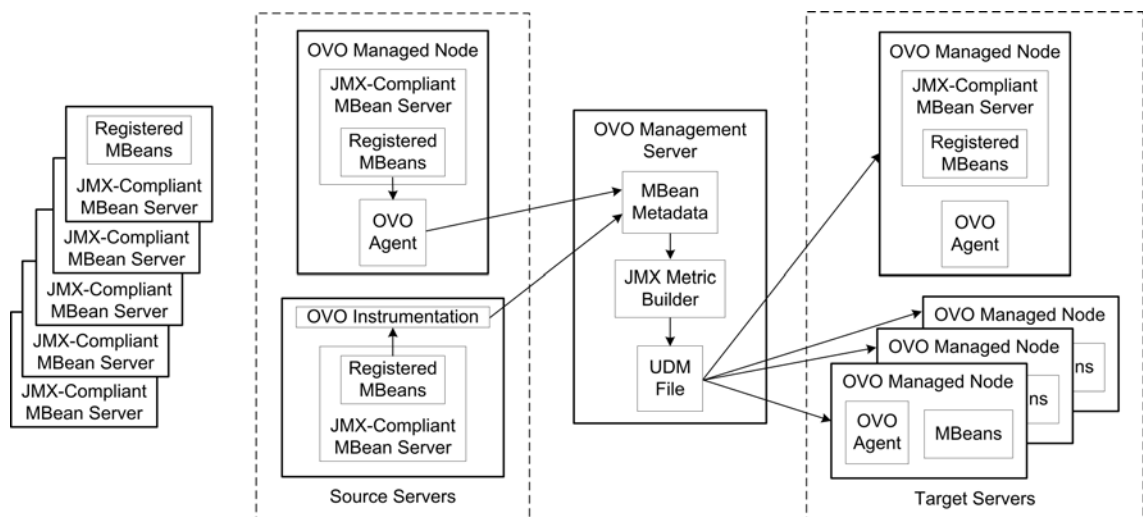 Registered
MBeans
JMX-Compliant
MBean Server
JMX-Compliant
MBean Server
JMX-Compliant
MBean Server
JMX-Compliant
MBean Server
JMX-Compliant
MBean Server
OVO Managed Node
JMX-Compliant
MBean Server
Registered
MBeans
OVO
Agent
OVO Instrumentation
Registered
MBeans
JMX-Compliant
MBean Server
Source Servers
OVO Management
Server
MBean
Metadata
JMX Metric
Builder
UDM
File
OVO Managed Node
JMX-Compliant
MBean Server
Registered
MBeans
OVO
Agent
OVO Managed Node
ns
OVO Managed Node
ns
OVO Managed Node
OVO
Agent
MBeans
Target Servers